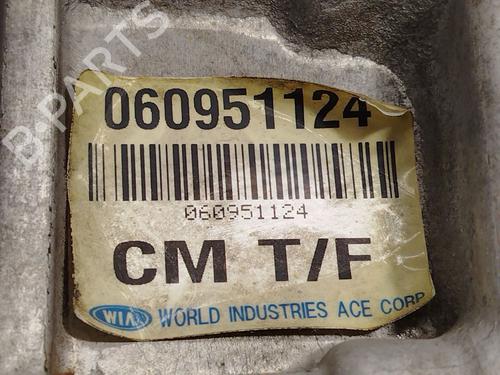 B-PARTS
060951124
060951124
CM T/F
WIA WORLD INDUSTRIES ACE CORP